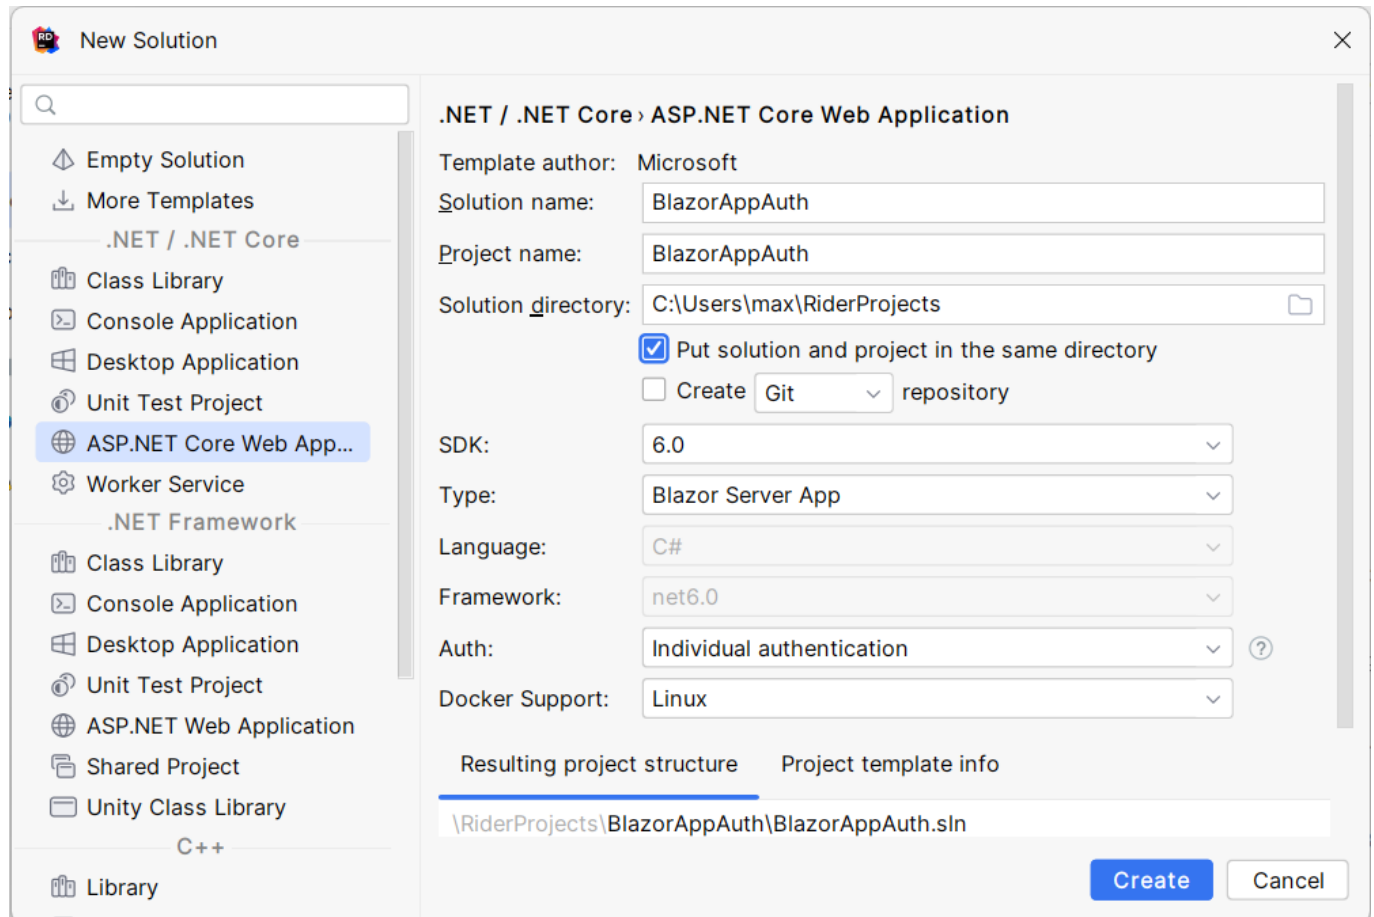 New Solution
Empty Solution
More Templates
.NET / .NET Core
Class Library
Console Application
Desktop Application
Unit Test Project
ASP.NET Core Web App...
Worker Service
.NET Framework
Class Library
Console Application
Desktop Application
Unit Test Project
ASP.NET Web Application
Shared Project
Unity Class Library
C++
Library
.NET / .NET Core › ASP.NET Core Web Application
Template author: Microsoft
Solution name: BlazorAppAuth
Project name: BlazorAppAuth
Solution directory: C:\Users\max\RiderProjects
Put solution and project in the same directory
Create Git repository
SDK: 6.0
Type: Blazor Server App
Language: C#
Framework: net6.0
Auth: Individual authentication ?
Docker Support: Linux
Resulting project structure Project template info
\RiderProjects\BlazorAppAuth\BlazorAppAuth.sln
Create Cancel